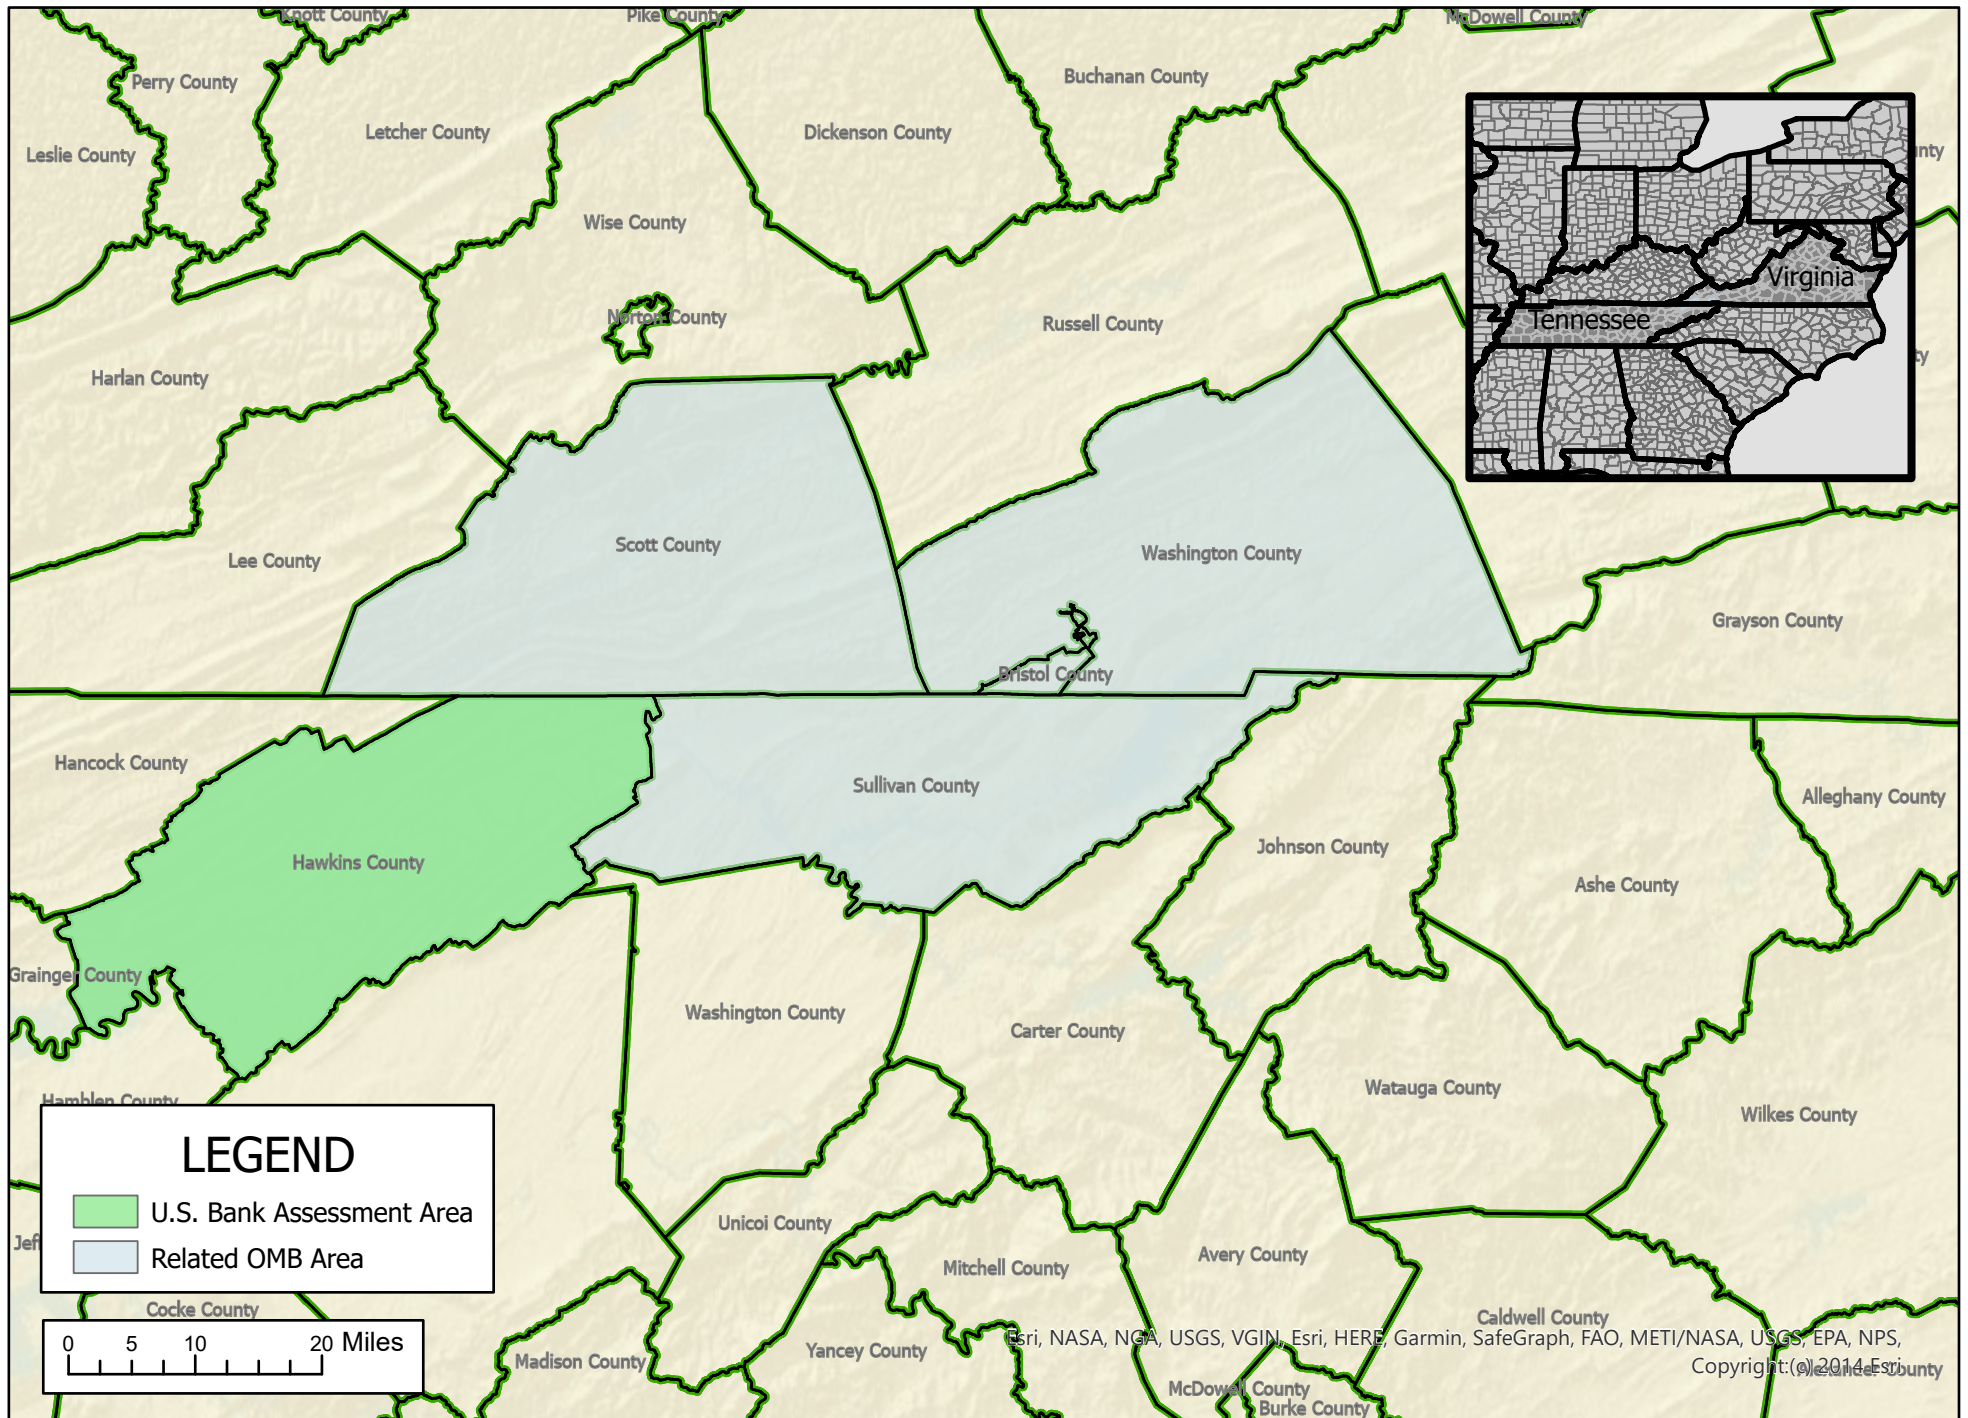 Knott County
Pike County
McDowell County
Perry County
Buchanan County
Letcher County
Dickenson County
Leslie County
unty
Wise County
Virginia
Norton County
Russell County
Tennessee
ty
Harlan County
Scott County
Washington County
Lee County
Grayson County
Bristol County
Hancock County
Sullivan County
Alleghany County
Johnson County
Hawkins County
Ashe County
Grainger County
Washington County
Carter County
Watauga County
Hamblen County
Wilkes County
LEGEND
U.S. Bank Assessment Area
Related OMB Area
Unicoi County
Jeff
Avery County
Mitchell County
Cocke County
Caldwell County
0 5 10 20 Miles
Esri, NASA, NGA, USGS, VGIN, Esri, HERE, Garmin, SafeGraph, FAO, METI/NASA, USGS, EPA, NPS,
Copyright:(c) 2014 Esri
Yancey County
Madison County
Alexander County
McDowell County
Burke County